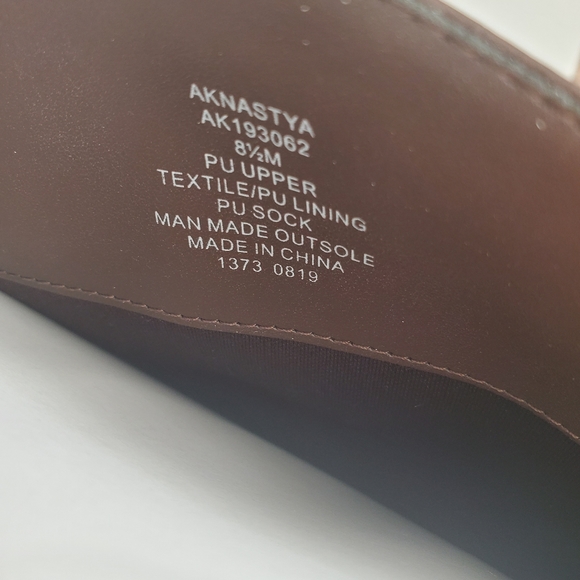 AKNASTYA
AK193062
8½M
PU UPPER
TEXTILE/PU LINING
PU SOCK
MAN MADE OUTSOLE
MADE IN CHINA
1373 0819